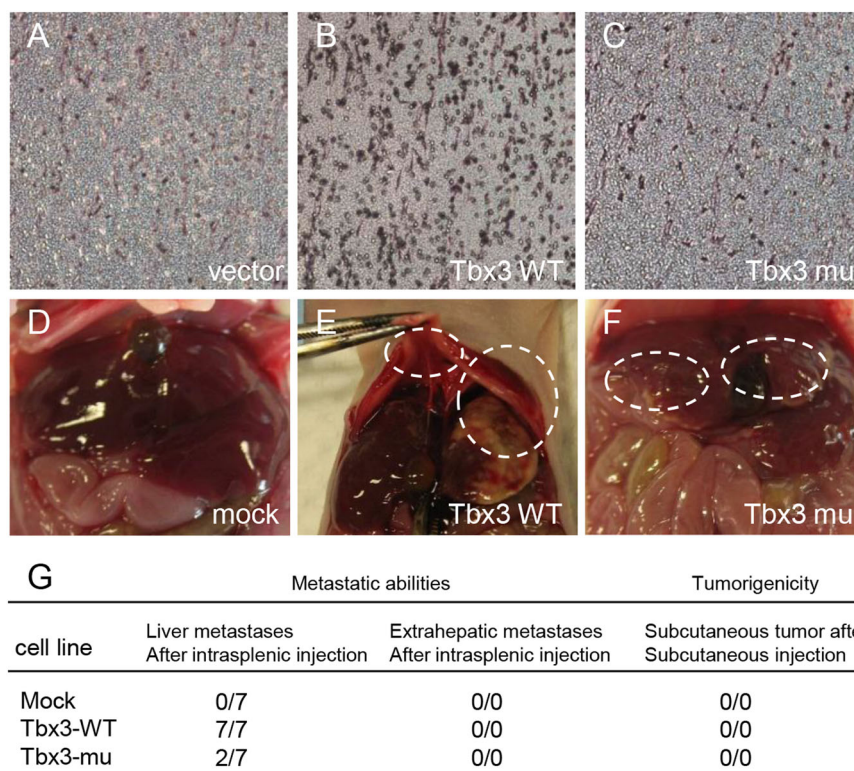 A B C
vector Tbx3 WT Tbx3 mu
D E F
mock Tbx3 WT Tbx3 mu
G Metastatic abilities Tumorigenicity
Liver metastases Extrahepatic metastases Subcutaneous tumor afte
cell line After intrasplenic injection After intrasplenic injection Subcutaneous injection
Mock 0/7 0/0 0/0
Tbx3-WT 7/7 0/0 0/0
Tbx3-mu 2/7 0/0 0/0